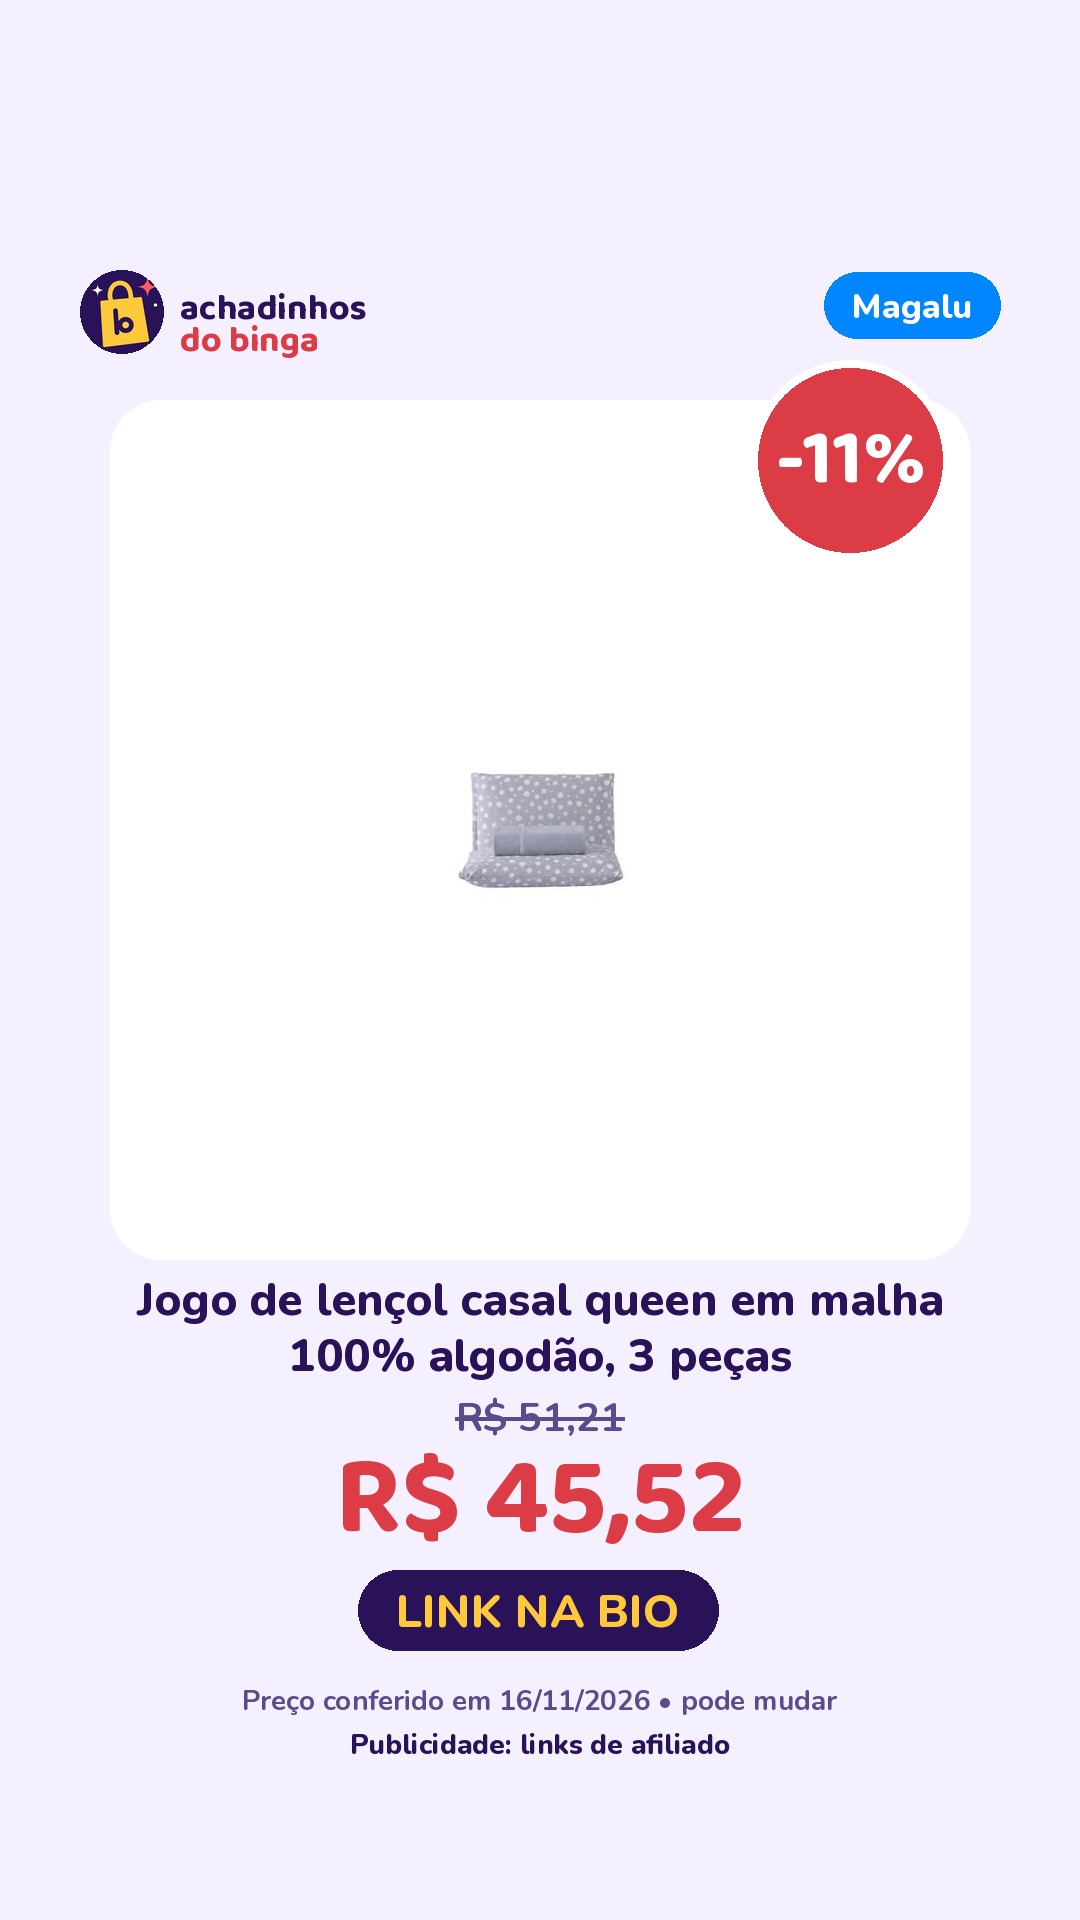 b
achadinhos
do binga
Magalu
-11%
Jogo de lençol casal queen em malha
100% algodão, 3 peças
R$ 51,21
R$ 45,52
LINK NA BIO
Preço conferido em 16/11/2026 • pode mudar
Publicidade: links de afiliado